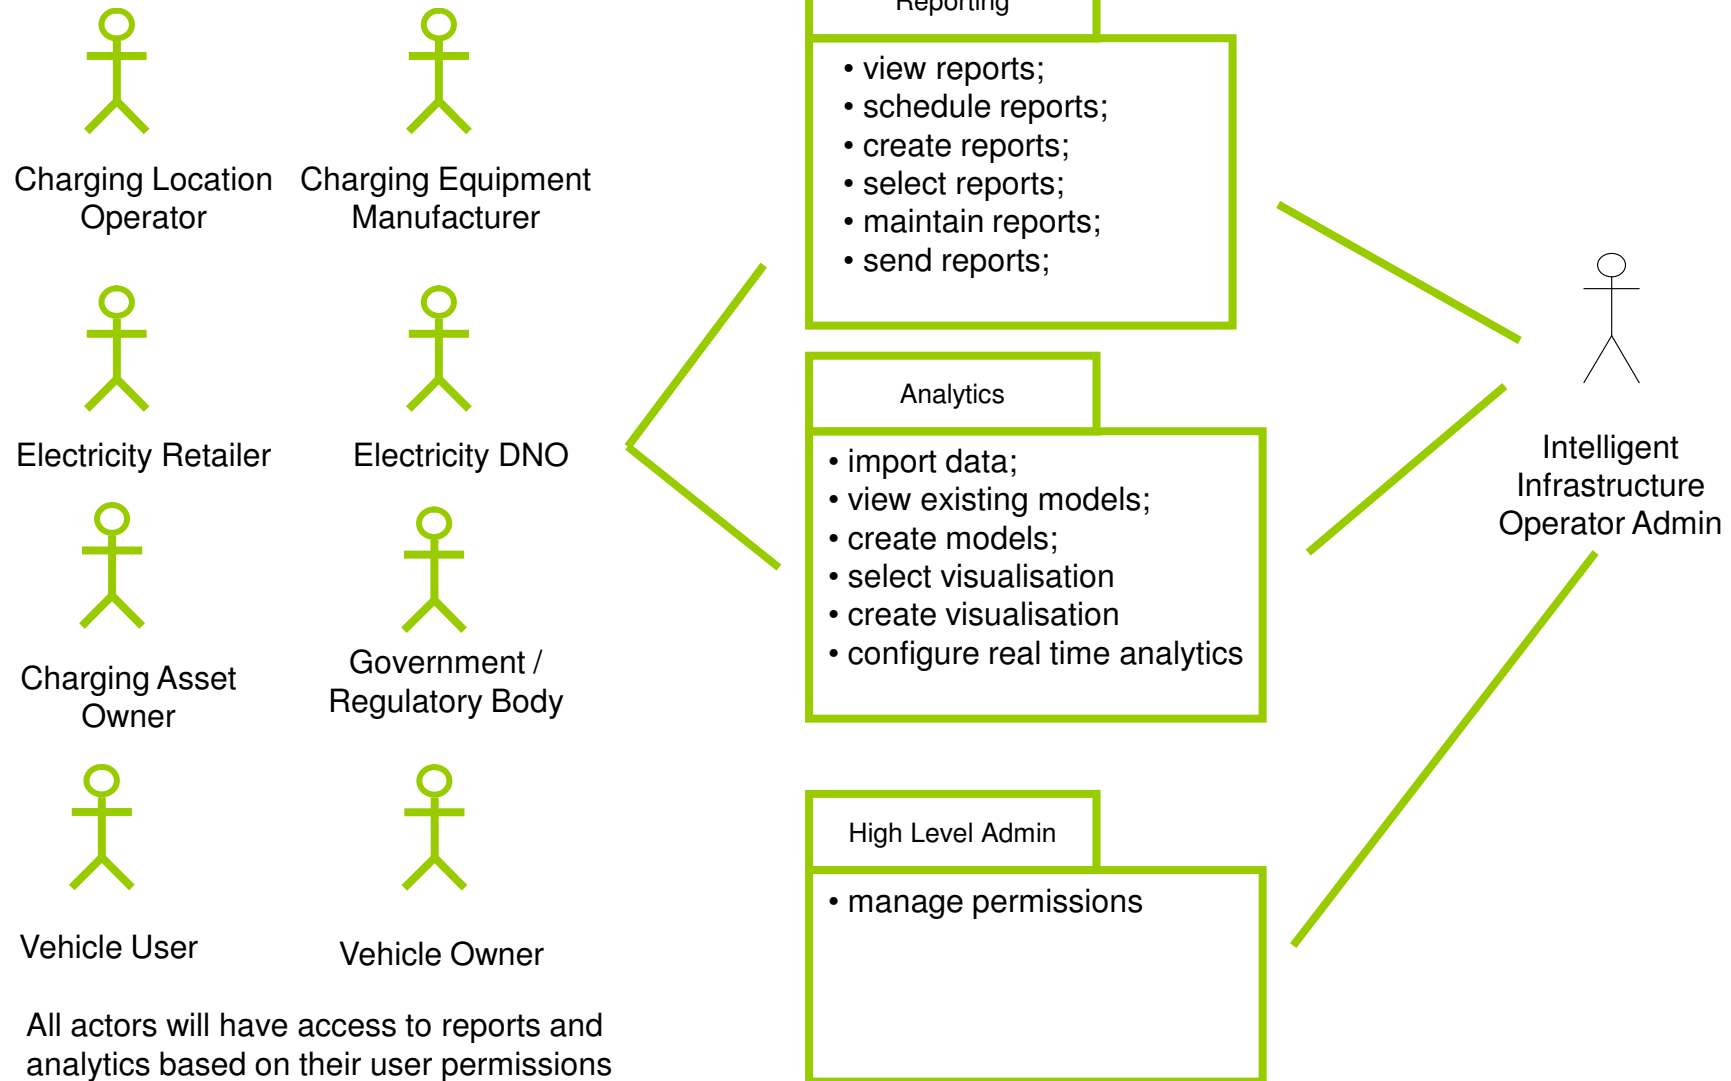 Charging Location
Operator
Charging Equipment
Manufacturer
Electricity Retailer
Electricity DNO
Charging Asset
Owner
Government /
Regulatory Body
Vehicle User
Vehicle Owner
All actors will have access to reports and
analytics based on their user permissions
Reporting
• view reports;
• schedule reports;
• create reports;
• select reports;
• maintain reports;
• send reports;
Analytics
• import data;
• view existing models;
• create models;
• select visualisation
• create visualisation
• configure real time analytics
High Level Admin
• manage permissions
Intelligent
Infrastructure
Operator Admin